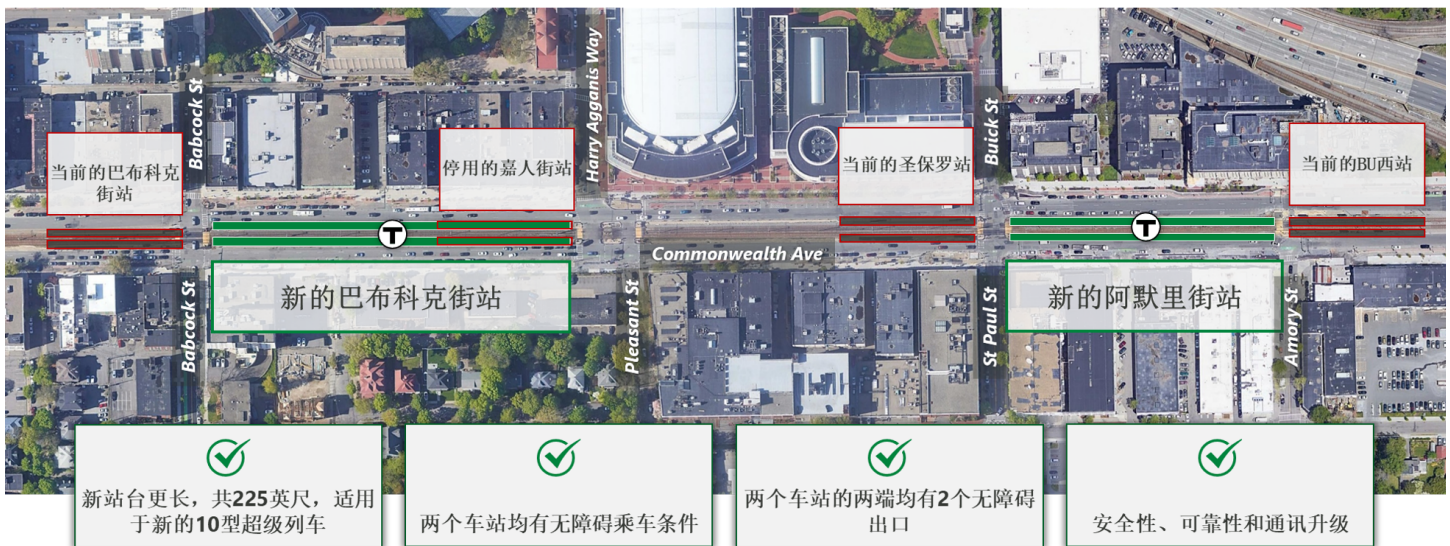 Babcock St
Harry Agganis Way
Buick St
当前的巴布科克
街站
停用的嘉人街站
当前的圣保罗站
当前的BU西站
T
T
Commonwealth Ave
新的巴布科克街站
新的阿默里街站
Babcock St
Pleasant St
St Paul St
Amory St
新站台更长，共225英尺，适用
于新的10型超级列车
两个车站均有无障碍乘车条件
两个车站的两端均有2个无障碍
出口
安全性、可靠性和通讯升级